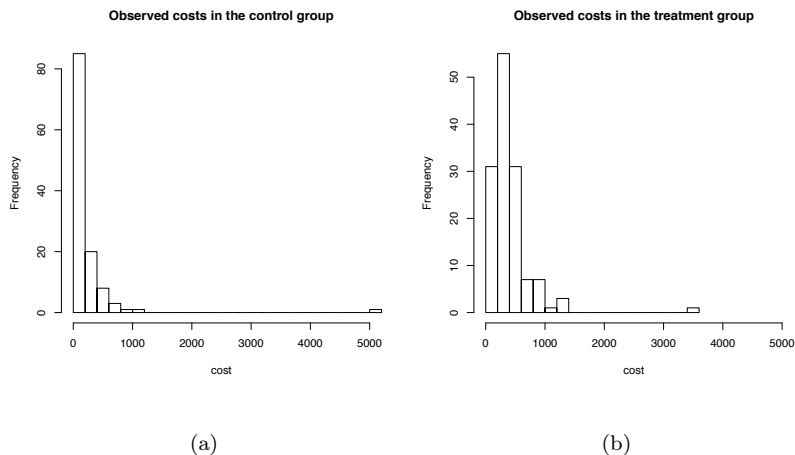 Observed costs in the control group
Frequency
80
60
40
20
0
0 1000 2000 3000 4000 5000
cost
(a)
Observed costs in the treatment group
Frequency
50
40
30
20
10
0
0 1000 2000 3000 4000 5000
cost
(b)